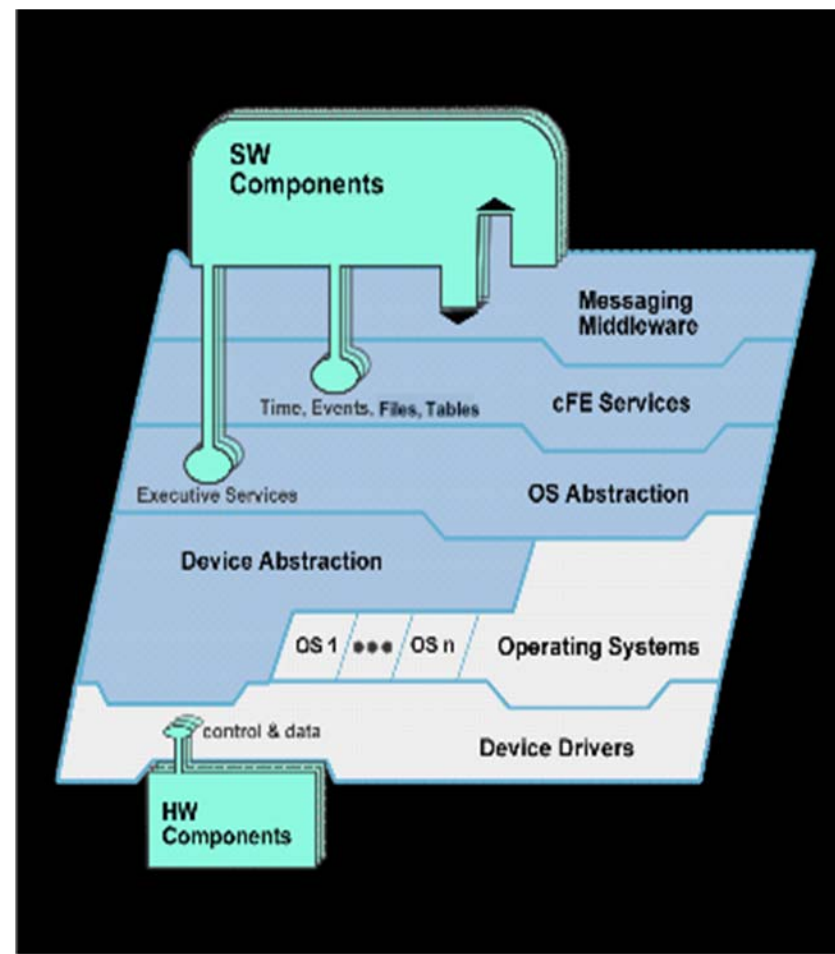 SW
Components
Messaging
Middleware
Time, Events, Files, Tables
cFE Services
Executive Services
OS Abstraction
Device Abstraction
OS 1 ●●● OS n
Operating Systems
control & data
Device Drivers
HW
Components